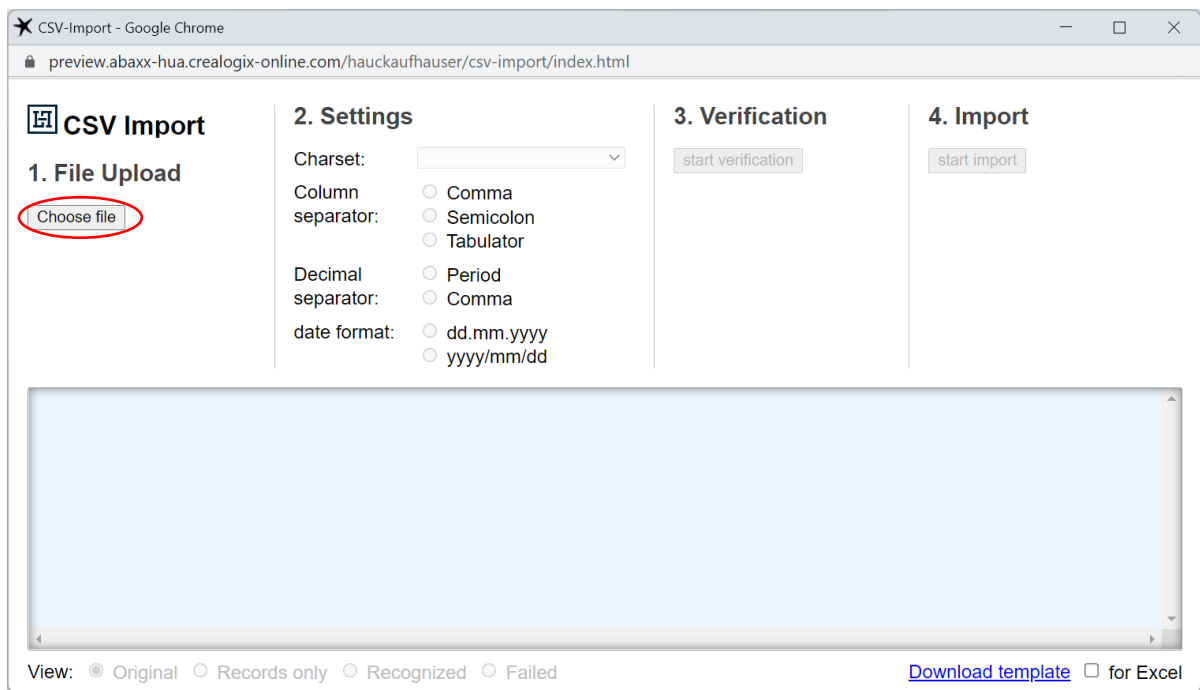 CSV-Import - Google Chrome
preview.abaxx-hua.crealogix-online.com/hauckaufhauser/csv-import/index.html
CSV Import
1. File Upload
Choose file
2. Settings
Charset:
Column
separator:
Comma
Semicolon
Tabulator
Decimal
separator:
Period
Comma
date format:
dd.mm.yyyy
yyyy/mm/dd
3. Verification
start verification
4. Import
start import
View: Original Records only Recognized Failed
Download template for Excel